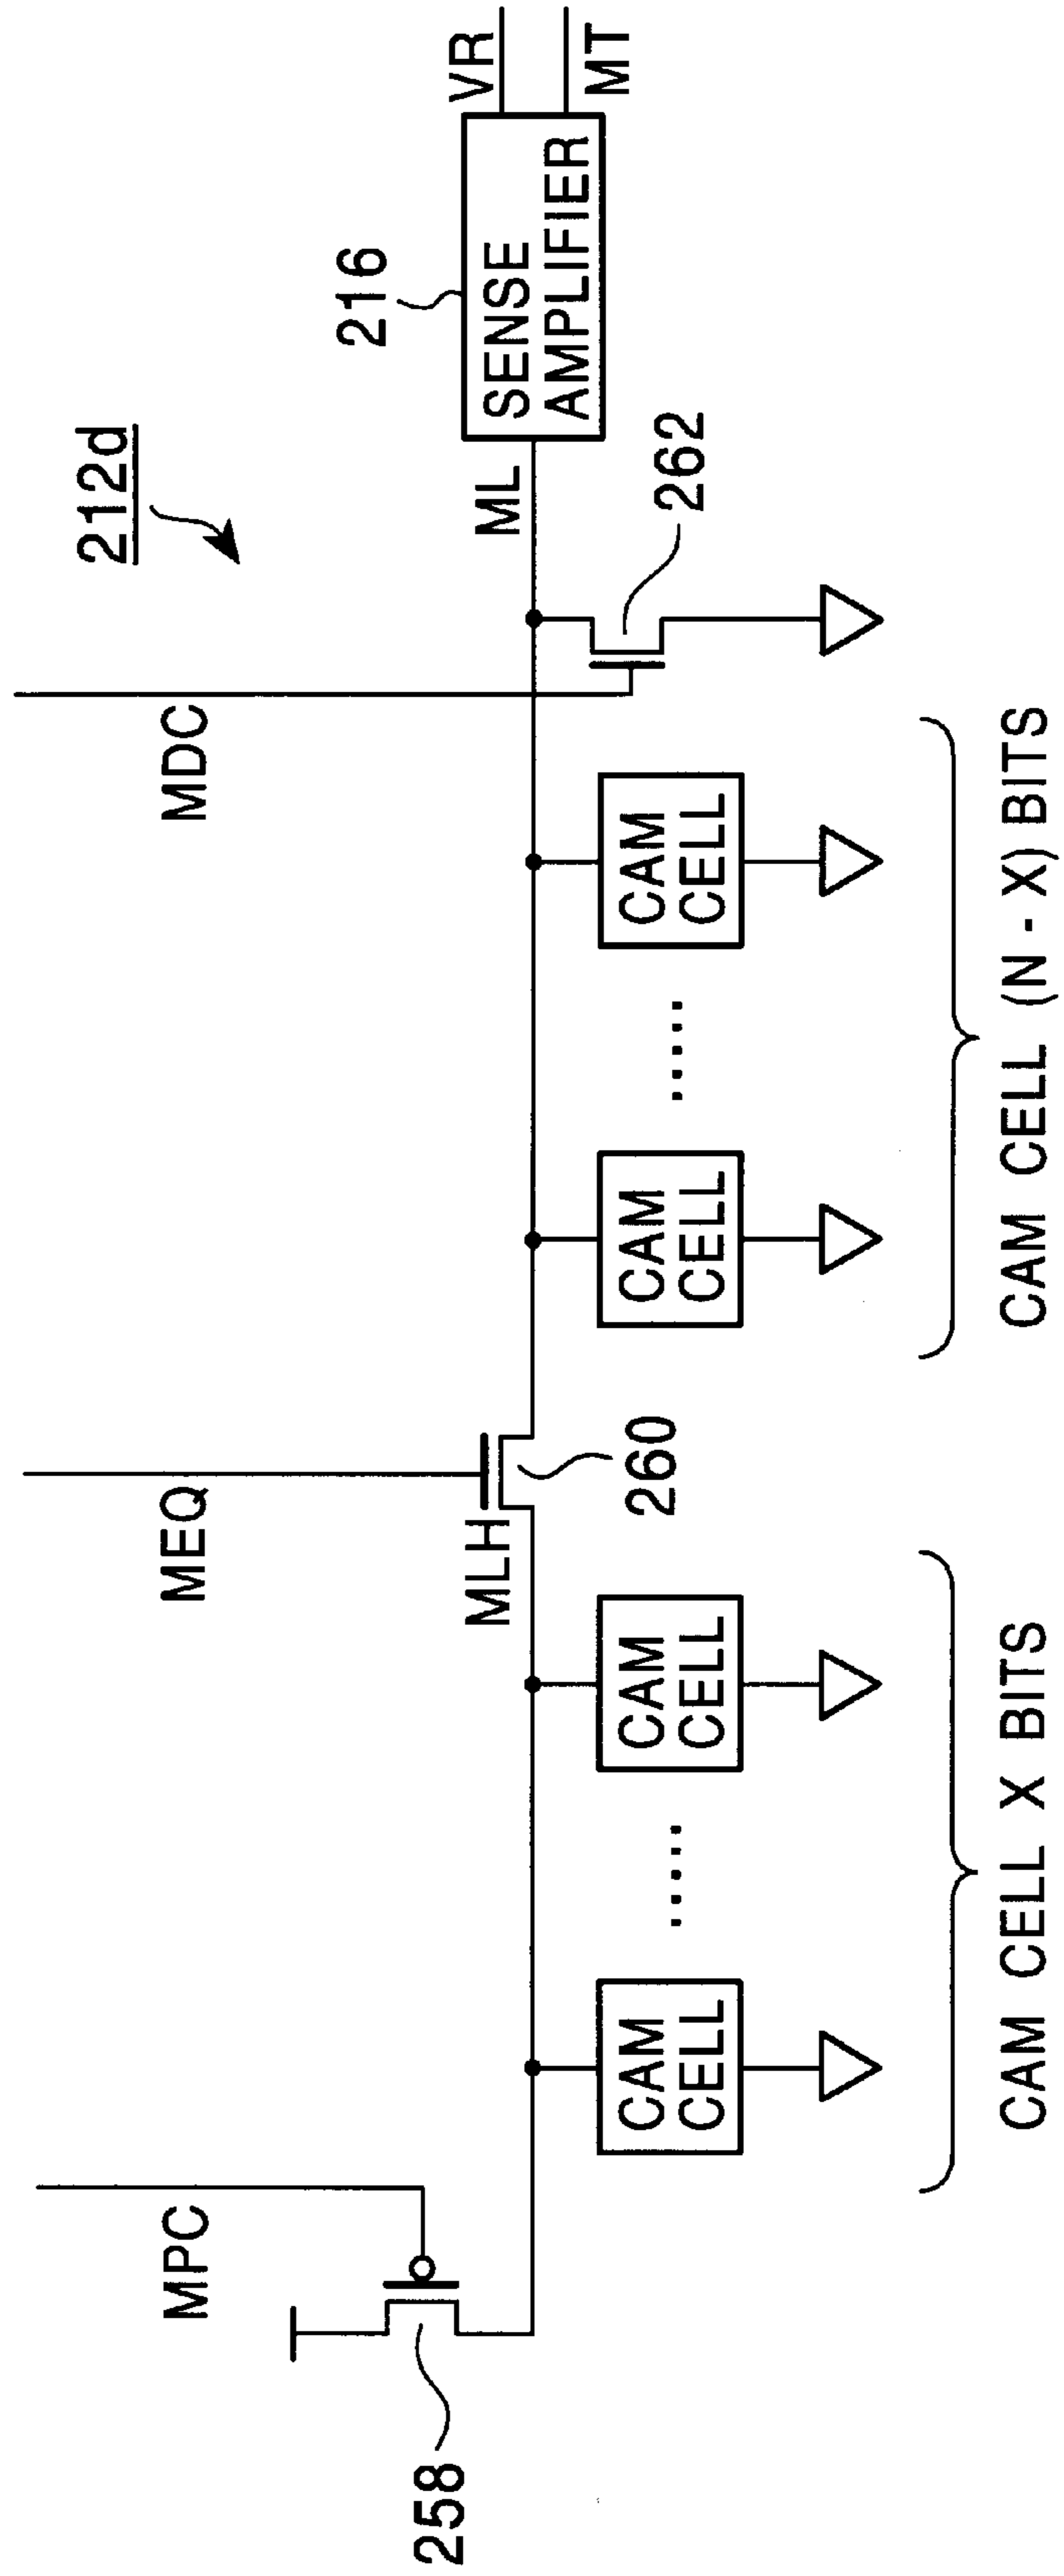 212d
MPC
MEQ
MDC
216
VR
MT
SENSE
AMPLIFIER
258
MLH
260
ML
262
CAM
CELL
.....
CAM
CELL
CAM
CELL
.....
CAM
CELL
CAM CELL X BITS
CAM CELL (N - X) BITS